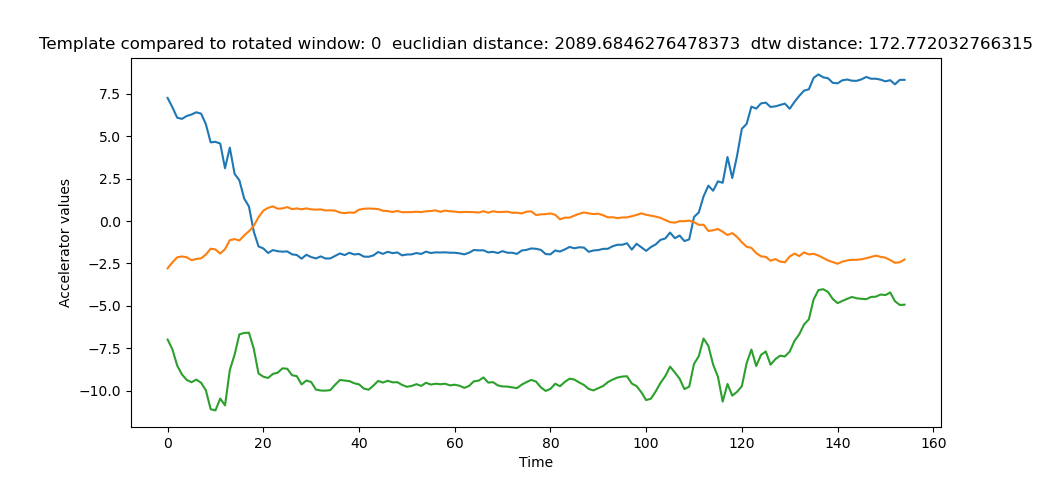 Template compared to rotated window: 0 euclidian distance: 2089.6846276478373 dtw distance: 172.772032766315
7.5
5.0
2.5
0.0
−2.5
−5.0
−7.5
−10.0
Accelerator values
0 20 40 60 80 100 120 140 160
Time